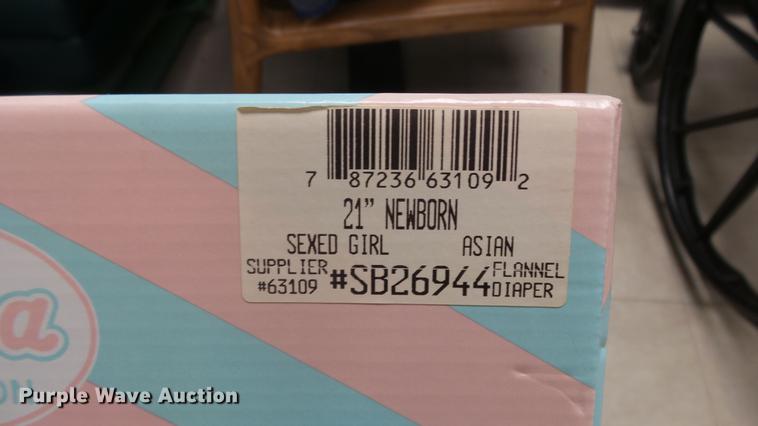 7 87236 63109 2
21" NEWBORN
SEXED GIRL ASIAN
SUPPLIER #63109 #SB26944 FLANNEL DIAPER
a
Purple Wave Auction